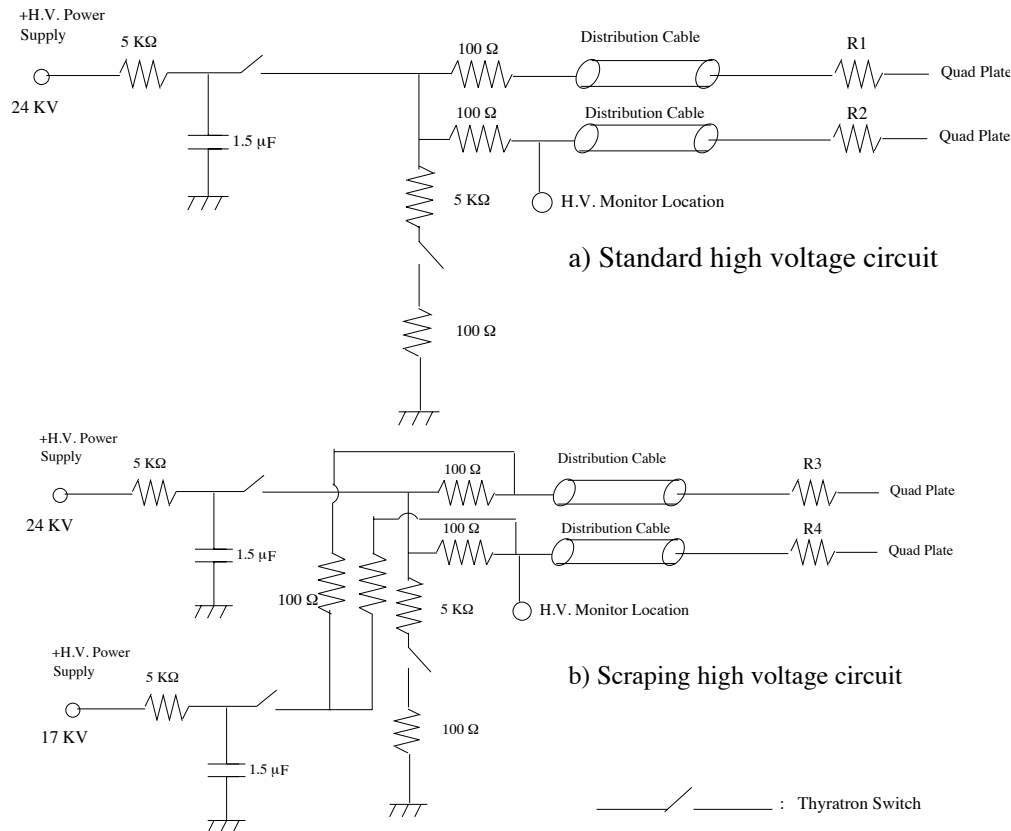 +H.V. Power
Supply
5 KΩ
24 KV
1.5 µF
100 Ω
Distribution Cable
R1
Quad Plate
100 Ω
Distribution Cable
R2
Quad Plate
5 KΩ
H.V. Monitor Location
a) Standard high voltage circuit
100 Ω
+H.V. Power
Supply
5 KΩ
24 KV
1.5 µF
100 Ω
Distribution Cable
R3
Quad Plate
100 Ω
Distribution Cable
R4
Quad Plate
100 Ω
5 KΩ
H.V. Monitor Location
+H.V. Power
Supply
5 KΩ
17 KV
1.5 µF
b) Scraping high voltage circuit
100 Ω
: Thyratron Switch